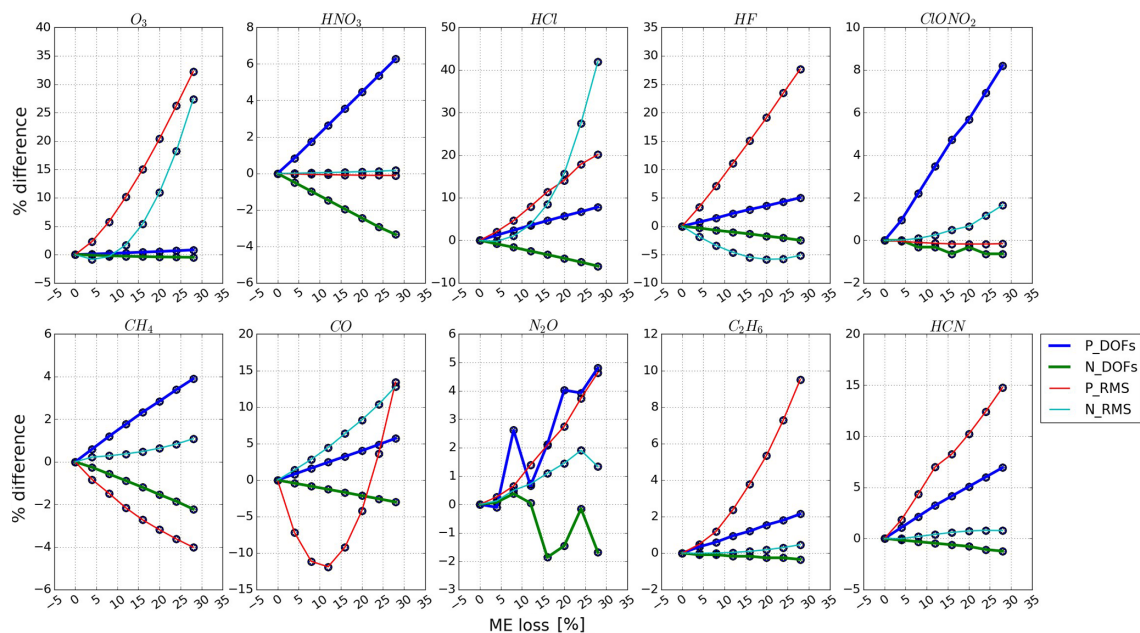 O₃ HNO₃ HCl HF ClONO₂
% difference
40 35 30 25 20 15 10 5 0 −5
8 6 4 2 0 −2 −4 −6
50 40 30 20 10 0 −10
35 30 25 20 15 10 5 0 −5 −10
10 8 6 4 2 0 −2
−5 0 5 10 15 20 25 30 35
−5 0 5 10 15 20 25 30 35
−5 0 5 10 15 20 25 30 35
−5 0 5 10 15 20 25 30 35
−5 0 5 10 15 20 25 30 35
CH₄ CO N₂O C₂H₆ HCN
% difference
6 4 2 0 −2 −4 −6
20 15 10 5 0 −5 −10 −15
6 5 4 3 2 1 0 −1 −2 −3
12 10 8 6 4 2 0 −2
20 15 10 5 0 −5
−5 0 5 10 15 20 25 30 35
−5 0 5 10 15 20 25 30 35
−5 0 5 10 15 20 25 30 35
−5 0 5 10 15 20 25 30 35
−5 0 5 10 15 20 25 30 35
ME loss [%]
P_DOFs
N_DOFs
P_RMS
N_RMS